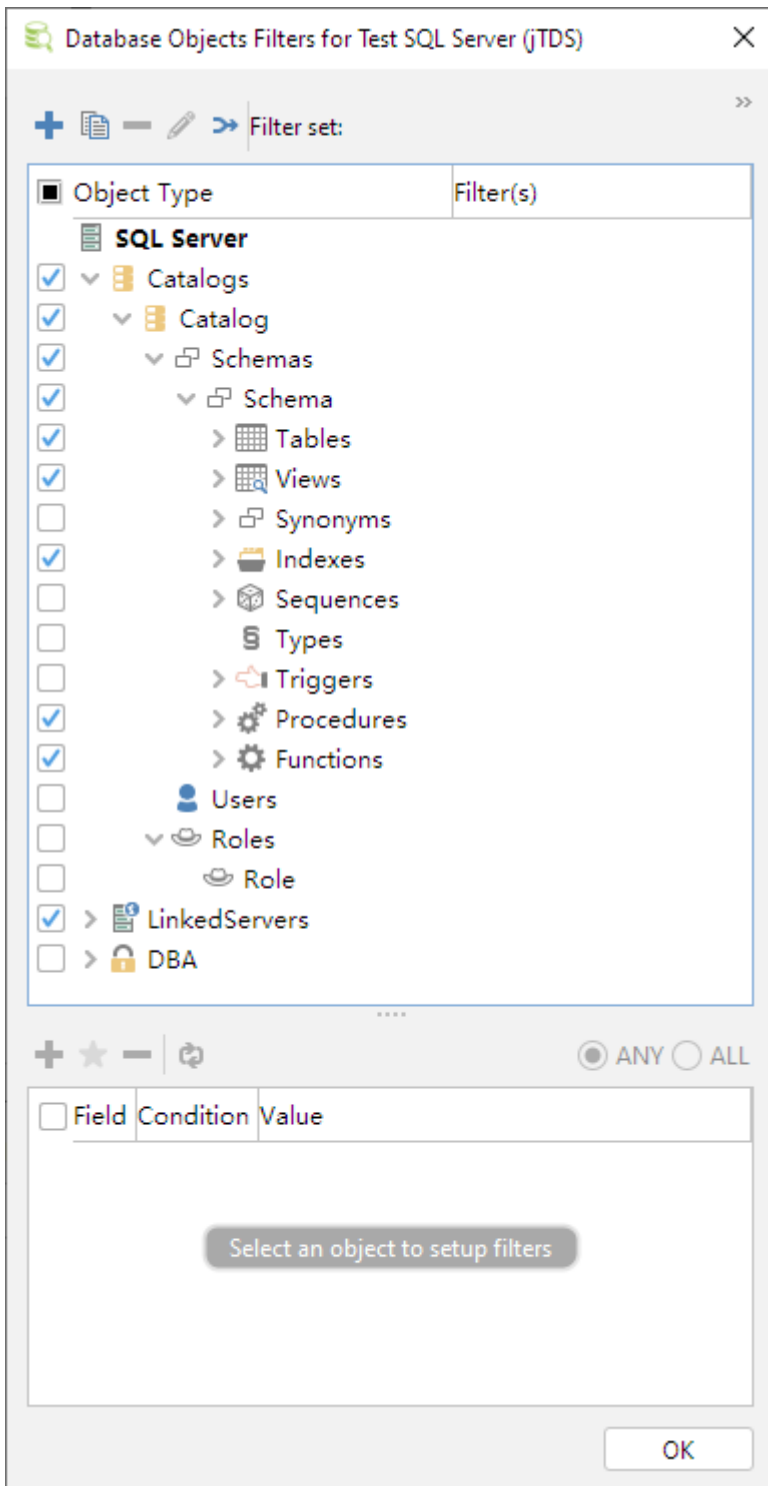 Database Objects Filters for Test SQL Server (jTDS)
Filter set:
Object Type Filter(s)
SQL Server
Catalogs
Catalog
Schemas
Schema
Tables
Views
Synonyms
Indexes
Sequences
Types
Triggers
Procedures
Functions
Users
Roles
Role
LinkedServers
DBA
ANY ALL
Field Condition Value
Select an object to setup filters
OK